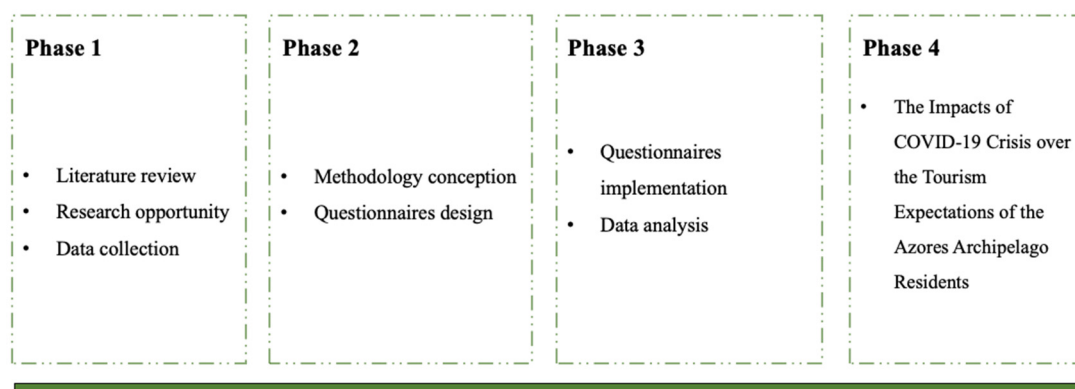 Phase 1
• Literature review
• Research opportunity
• Data collection
Phase 2
• Methodology conception
• Questionnaires design
Phase 3
• Questionnaires
implementation
• Data analysis
Phase 4
• The Impacts of
COVID-19 Crisis over
the Tourism
Expectations of the
Azores Archipelago
Residents